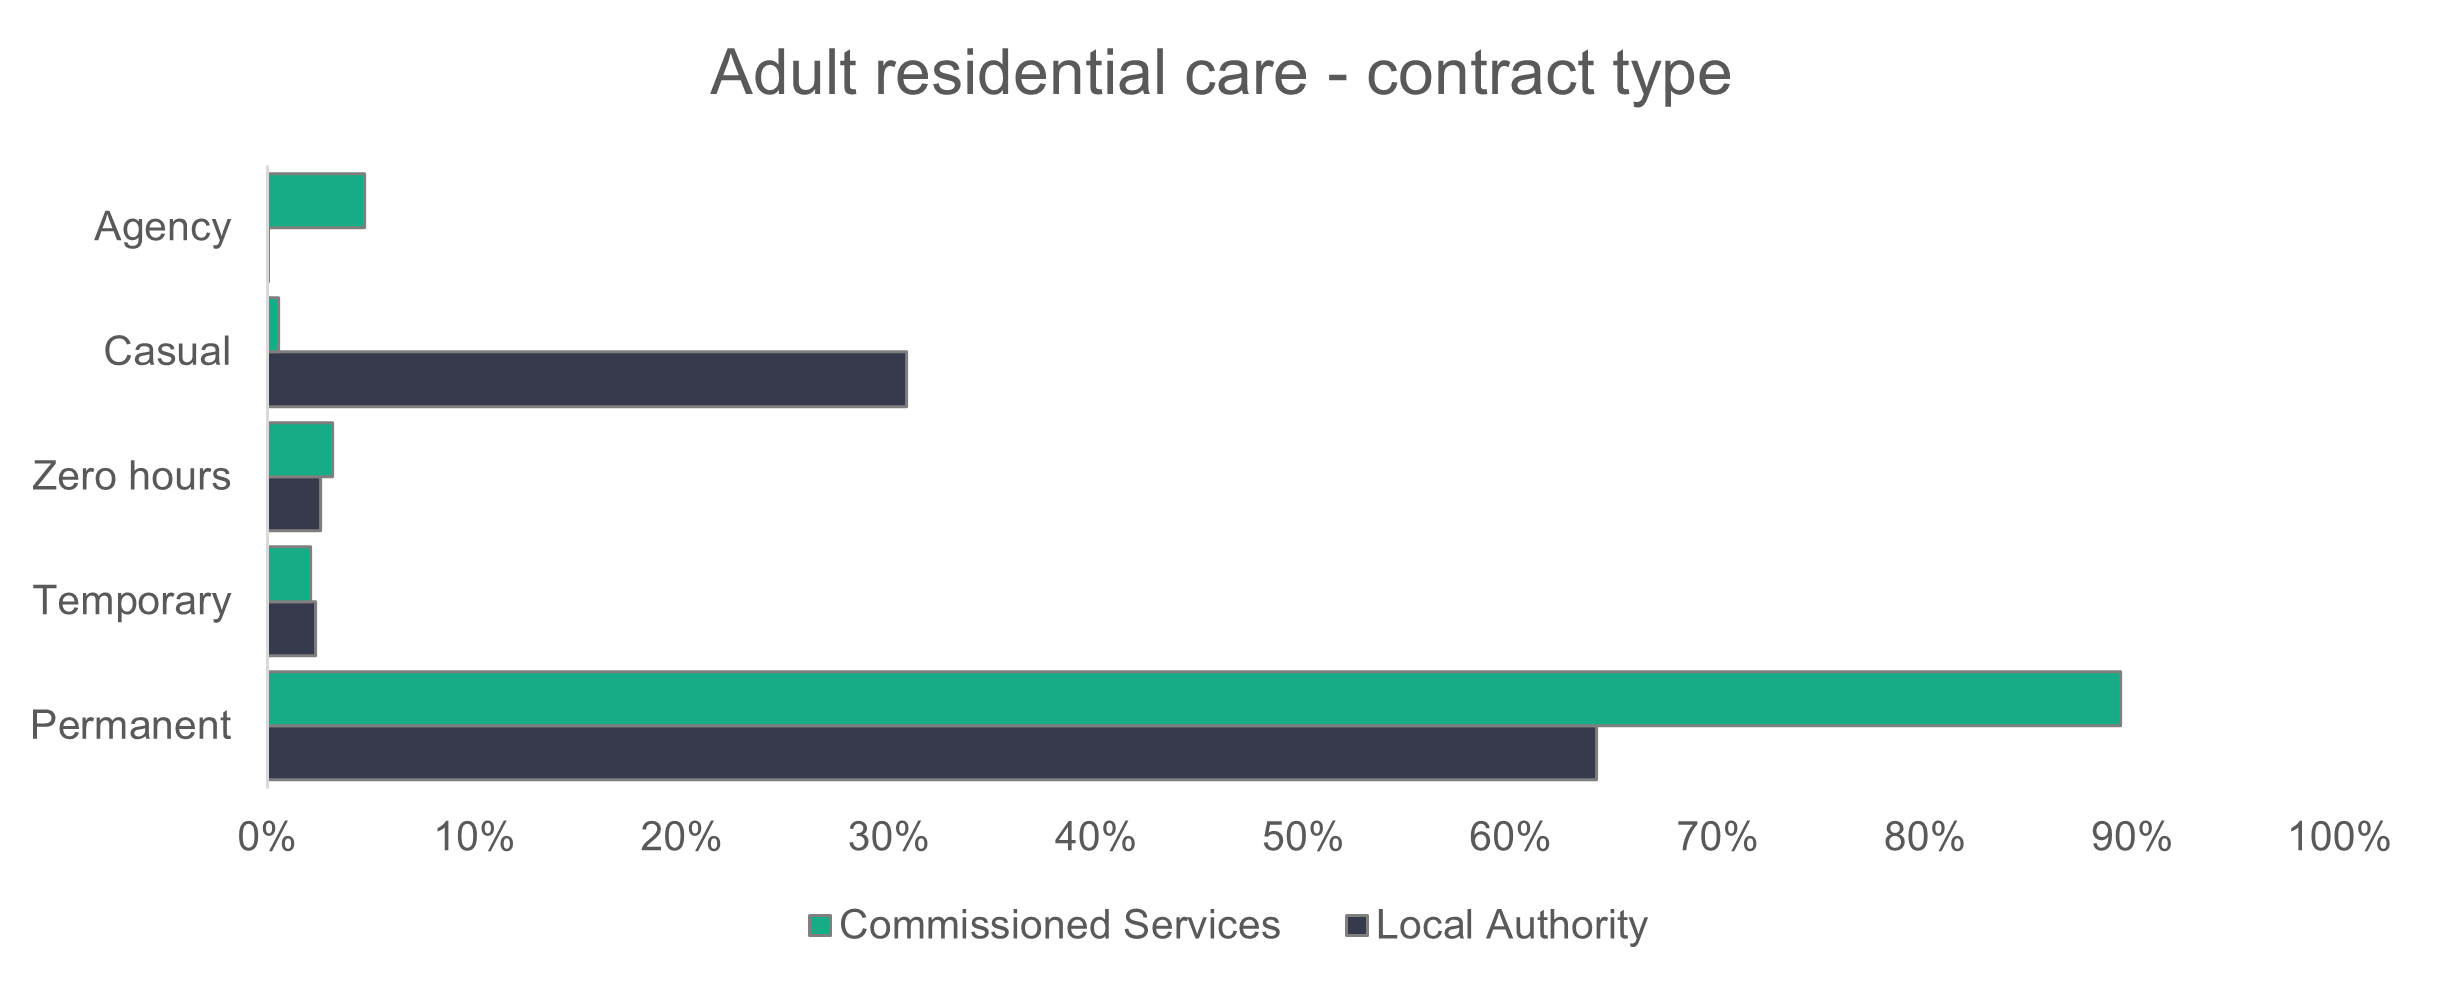 Adult residential care - contract type
Agency
Casual
Zero hours
Temporary
Permanent
0% 10% 20% 30% 40% 50% 60% 70% 80% 90% 100%
Commissioned Services Local Authority